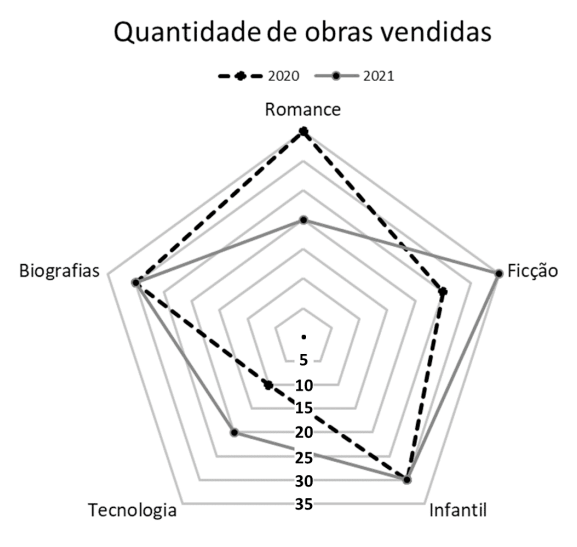 Quantidade de obras vendidas
2020 2021
Romance
Biografias
Ficção
5
10
15
20
25
30
35
Tecnologia
Infantil